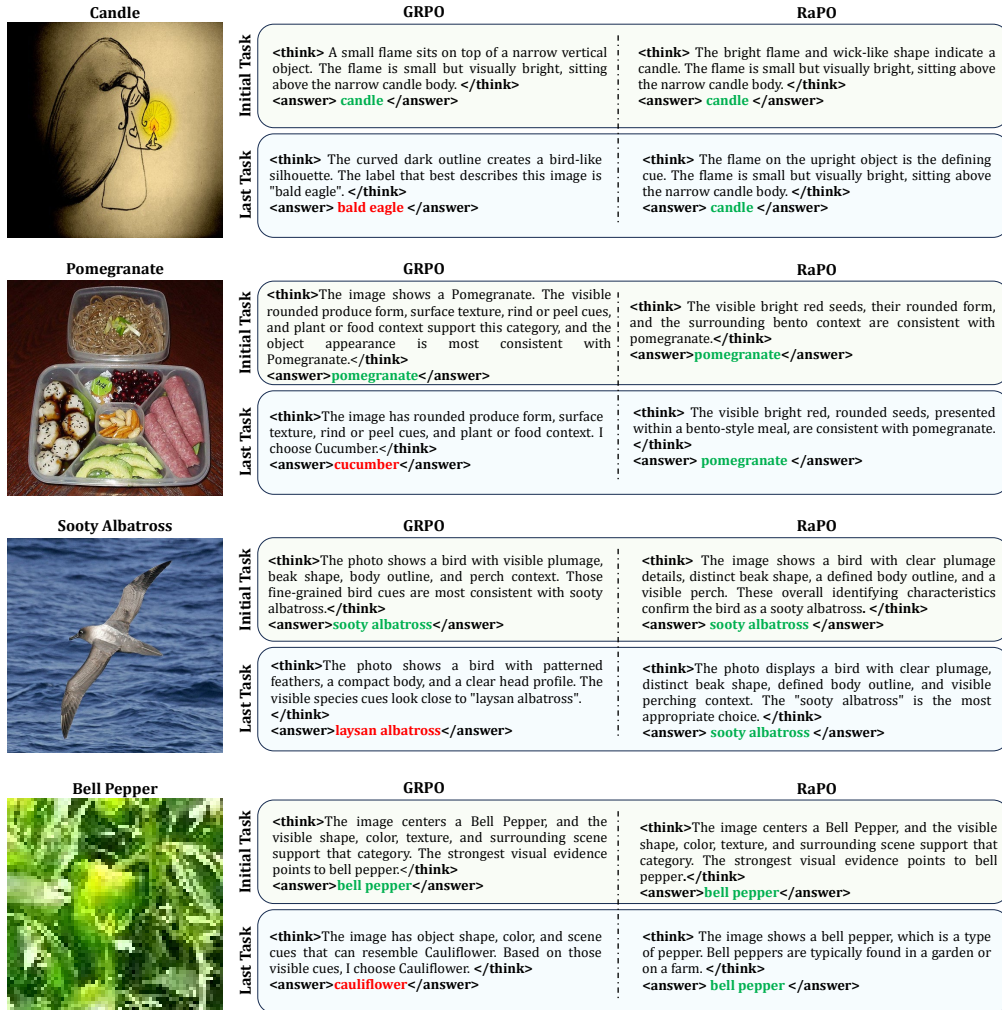 Candle
GRPO
RaPO
Initial Task
<think> A small flame sits on top of a narrow vertical
object. The flame is small but visually bright, sitting
above the narrow candle body. </think>
<answer> candle </answer>
<think> The bright flame and wick-like shape indicate a
candle. The flame is small but visually bright, sitting above
the narrow candle body. </think>
<answer> candle </answer>
Last Task
<think> The curved dark outline creates a bird-like
silhouette. The label that best describes this image is
"bald eagle". </think>
<answer> bald eagle </answer>
<think> The flame on the upright object is the defining
cue. The flame is small but visually bright, sitting above
the narrow candle body. </think>
<answer> candle </answer>
Pomegranate
GRPO
RaPO
Initial Task
<think>The image shows a Pomegranate. The visible
rounded produce form, surface texture, rind or peel cues,
and plant or food context support this category, and the
object appearance is most consistent with
Pomegranate.</think>
<answer>pomegranate</answer>
<think> The visible bright red seeds, their rounded form,
and the surrounding bento context are consistent with
pomegranate.</think>
<answer>pomegranate</answer>
Last Task
<think>The image has rounded produce form, surface
texture, rind or peel cues, and plant or food context. I
choose Cucumber.</think>
<answer>cucumber</answer>
<think> The visible bright red, rounded seeds, presented
within a bento-style meal, are consistent with pomegranate.
</think>
<answer> pomegranate </answer>
Sooty Albatross
GRPO
RaPO
Initial Task
<think>The photo shows a bird with visible plumage,
beak shape, body outline, and perch context. Those
fine-grained bird cues are most consistent with sooty
albatross.</think>
<answer>sooty albatross</answer>
<think> The image shows a bird with clear plumage
details, distinct beak shape, a defined body outline, and a
visible perch. These overall identifying characteristics
confirm the bird as a sooty albatross. </think>
<answer> sooty albatross </answer>
Last Task
<think>The photo shows a bird with patterned
feathers, a compact body, and a clear head profile. The
visible species cues look close to "laysan albatross".
</think>
<answer>laysan albatross</answer>
<think>The photo displays a bird with clear plumage,
distinct beak shape, defined body outline, and visible
perching context. The "sooty albatross" is the most
appropriate choice. </think>
<answer> sooty albatross </answer>
Bell Pepper
GRPO
RaPO
Initial Task
<think>The image centers a Bell Pepper, and the
visible shape, color, texture, and surrounding scene
support that category. The strongest visual evidence
points to bell pepper.</think>
<answer>bell pepper</answer>
<think>The image centers a Bell Pepper, and the visible
shape, color, texture, and surrounding scene support that
category. The strongest visual evidence points to bell
pepper.</think>
<answer>bell pepper</answer>
Last Task
<think>The image has object shape, color, and scene
cues that can resemble Cauliflower. Based on those
visible cues, I choose Cauliflower. </think>
<answer>cauliflower</answer>
<think> The image shows a bell pepper, which is a type
of pepper. Bell peppers are typically found in a garden or
on a farm. </think>
<answer> bell pepper </answer>